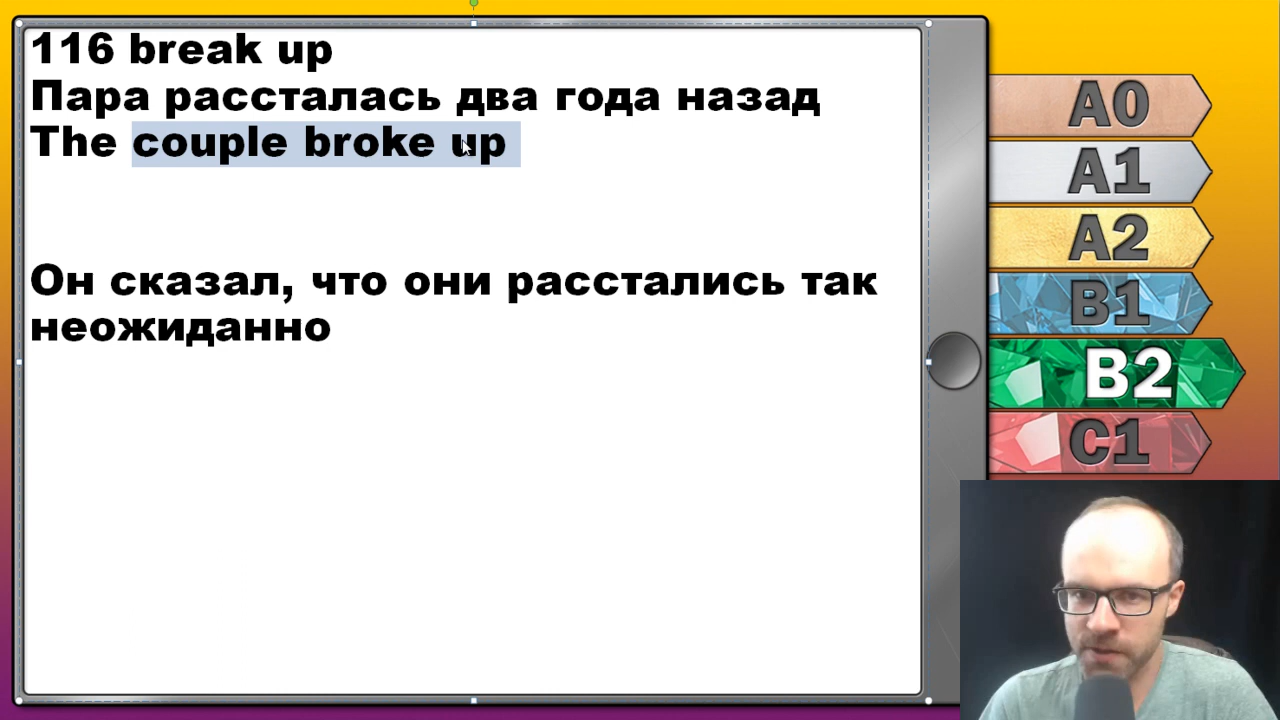 116 break up
Пара рассталась два года назад
The couple broke up
Он сказал, что они расстались так
неожиданно
A0
A1
A2
B1
B2
C1